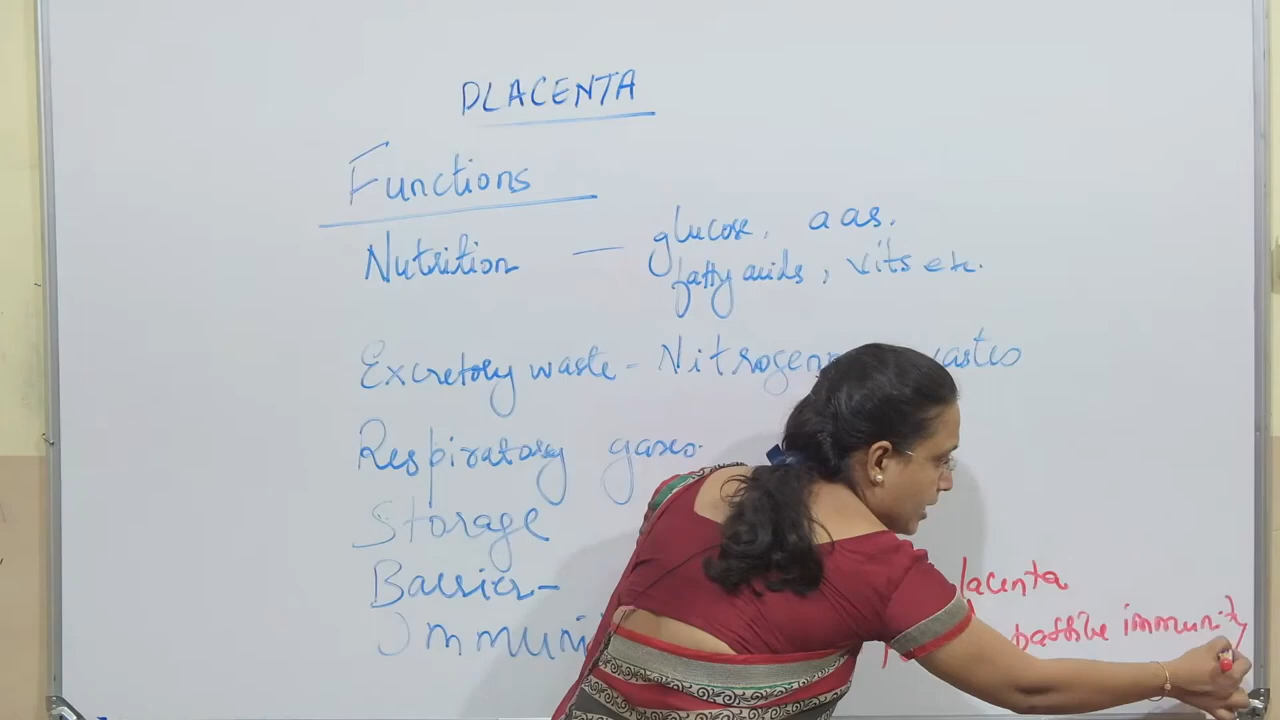 PLACENTA
Functions
Nutrition — glucose, aas.
fatty acids, vits etc.
Excretory waste - Nitrogen
Respiratory gases.
Storage
Barrier -
Immuni
lacenta
passive immunity